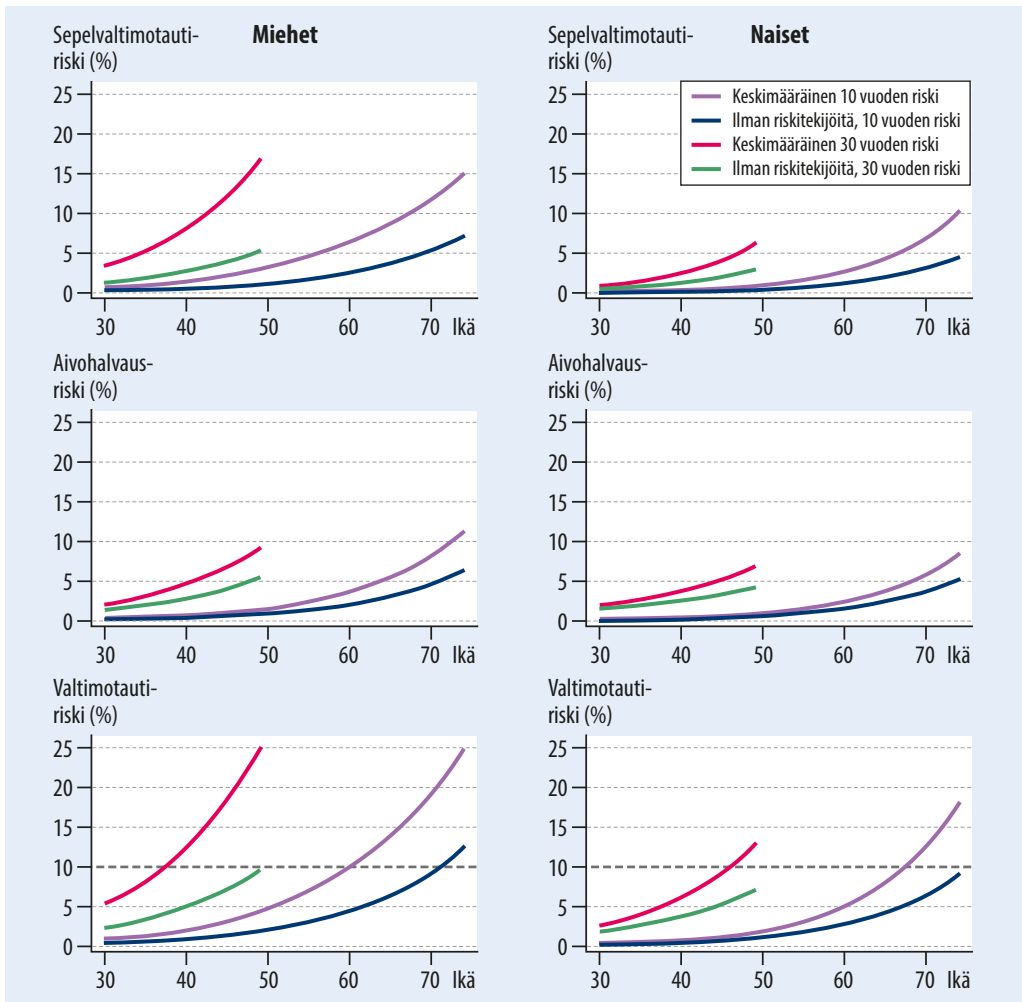 Sepelvaltimotauti-
riski (%)
Miehet
25
20
15
10
5
0
30 40 50 60 70 Ikä
Sepelvaltimotauti-
riski (%)
Naiset
Keskimääräinen 10 vuoden riski
Ilman riskitekijöitä, 10 vuoden riski
Keskimääräinen 30 vuoden riski
Ilman riskitekijöitä, 30 vuoden riski
25
20
15
10
5
0
30 40 50 60 70 Ikä
Aivohalvaus-
riski (%)
25
20
15
10
5
0
30 40 50 60 70 Ikä
Aivohalvaus-
riski (%)
25
20
15
10
5
0
30 40 50 60 70 Ikä
Valtimotauti-
riski (%)
25
20
15
10
5
0
30 40 50 60 70 Ikä
Valtimotauti-
riski (%)
25
20
15
10
5
0
30 40 50 60 70 Ikä